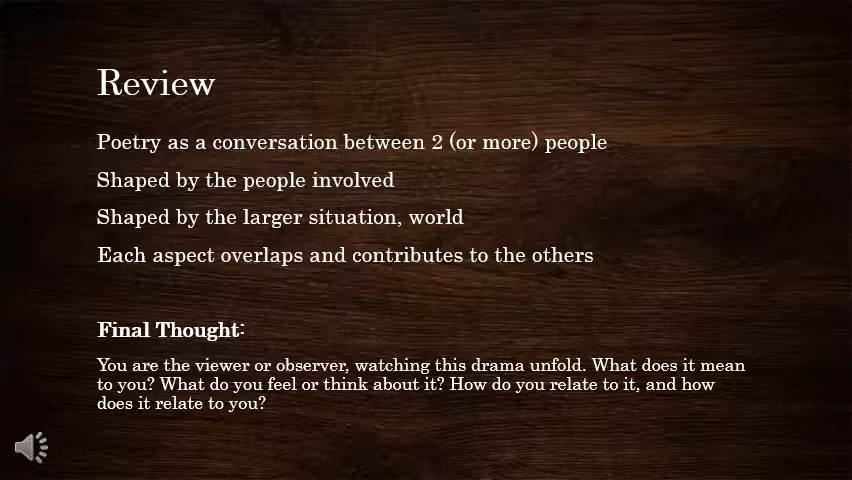 Review
Poetry as a conversation between 2 (or more) people
Shaped by the people involved
Shaped by the larger situation, world
Each aspect overlaps and contributes to the others
Final Thought:
You are the viewer or observer, watching this drama unfold. What does it mean
to you? What do you feel or think about it? How do you relate to it, and how
does it relate to you?